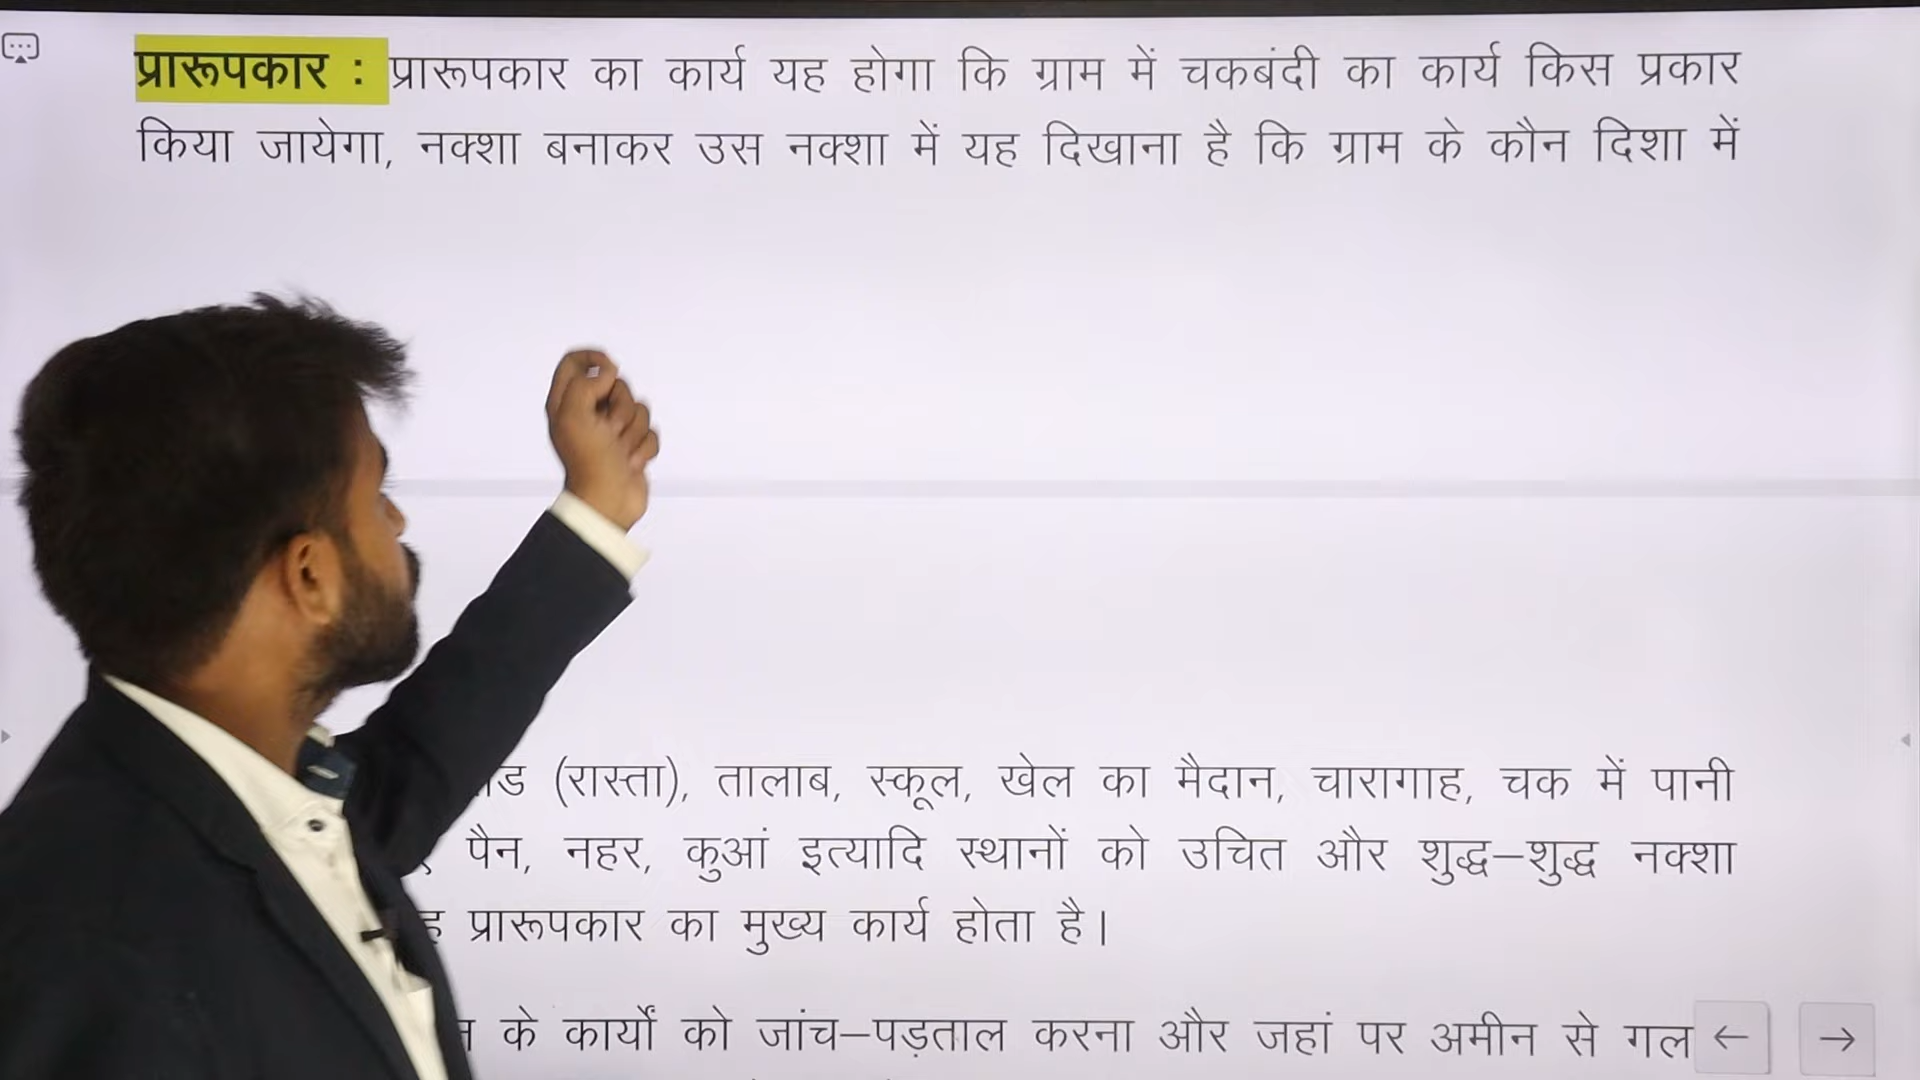 प्रारूपकार : प्रारूपकार का कार्य यह होगा कि ग्राम में चकबंदी का कार्य किस प्रकार
किया जायेगा, नक्शा बनाकर उस नक्शा में यह दिखाना है कि ग्राम के कौन दिशा में
(रास्ता), तालाब, स्कूल, खेल का मैदान, चारागाह, चक में पानी
पैन, नहर, कुआं इत्यादि स्थानों को उचित और शुद्ध–शुद्ध नक्शा
प्रारूपकार का मुख्य कार्य होता है।
के कार्यों को जांच–पड़ताल करना और जहां पर अमीन से